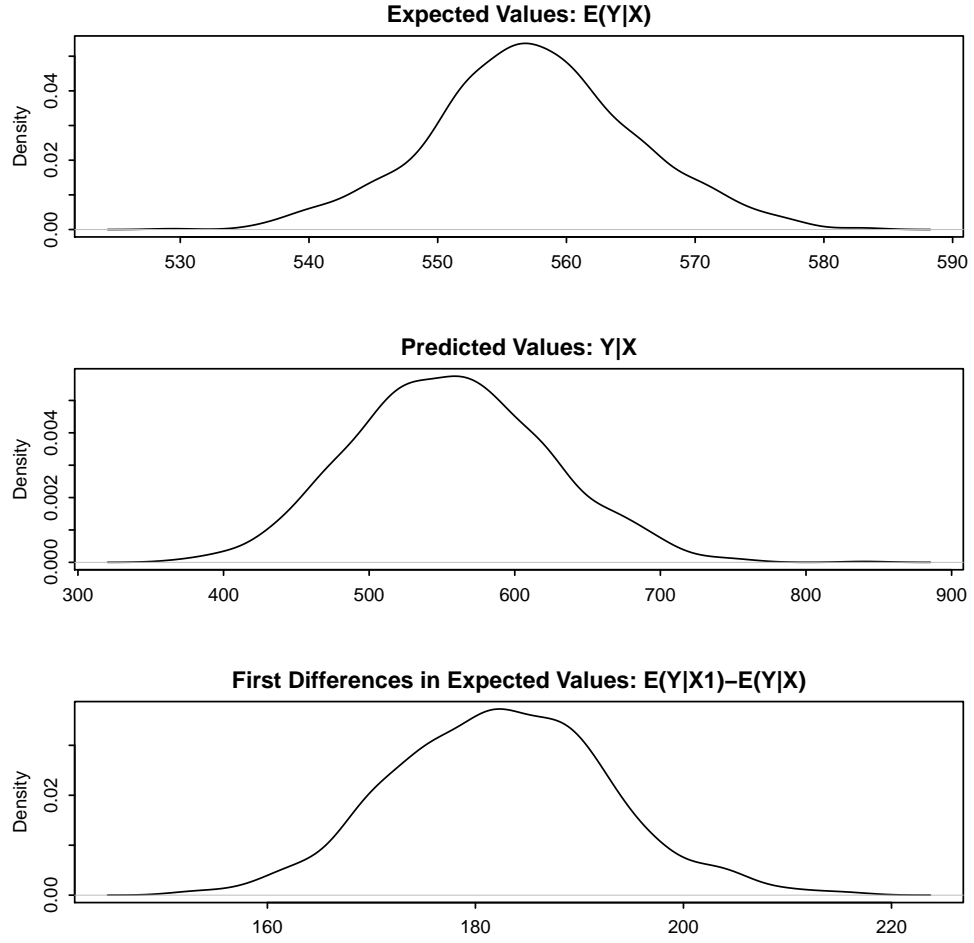 Expected Values: E(Y|X)
Density
0.00 0.02 0.04
530 540 550 560 570 580 590
Predicted Values: Y|X
Density
0.000 0.002 0.004
300 400 500 600 700 800 900
First Differences in Expected Values: E(Y|X1)−E(Y|X)
Density
0.00 0.02
160 180 200 220